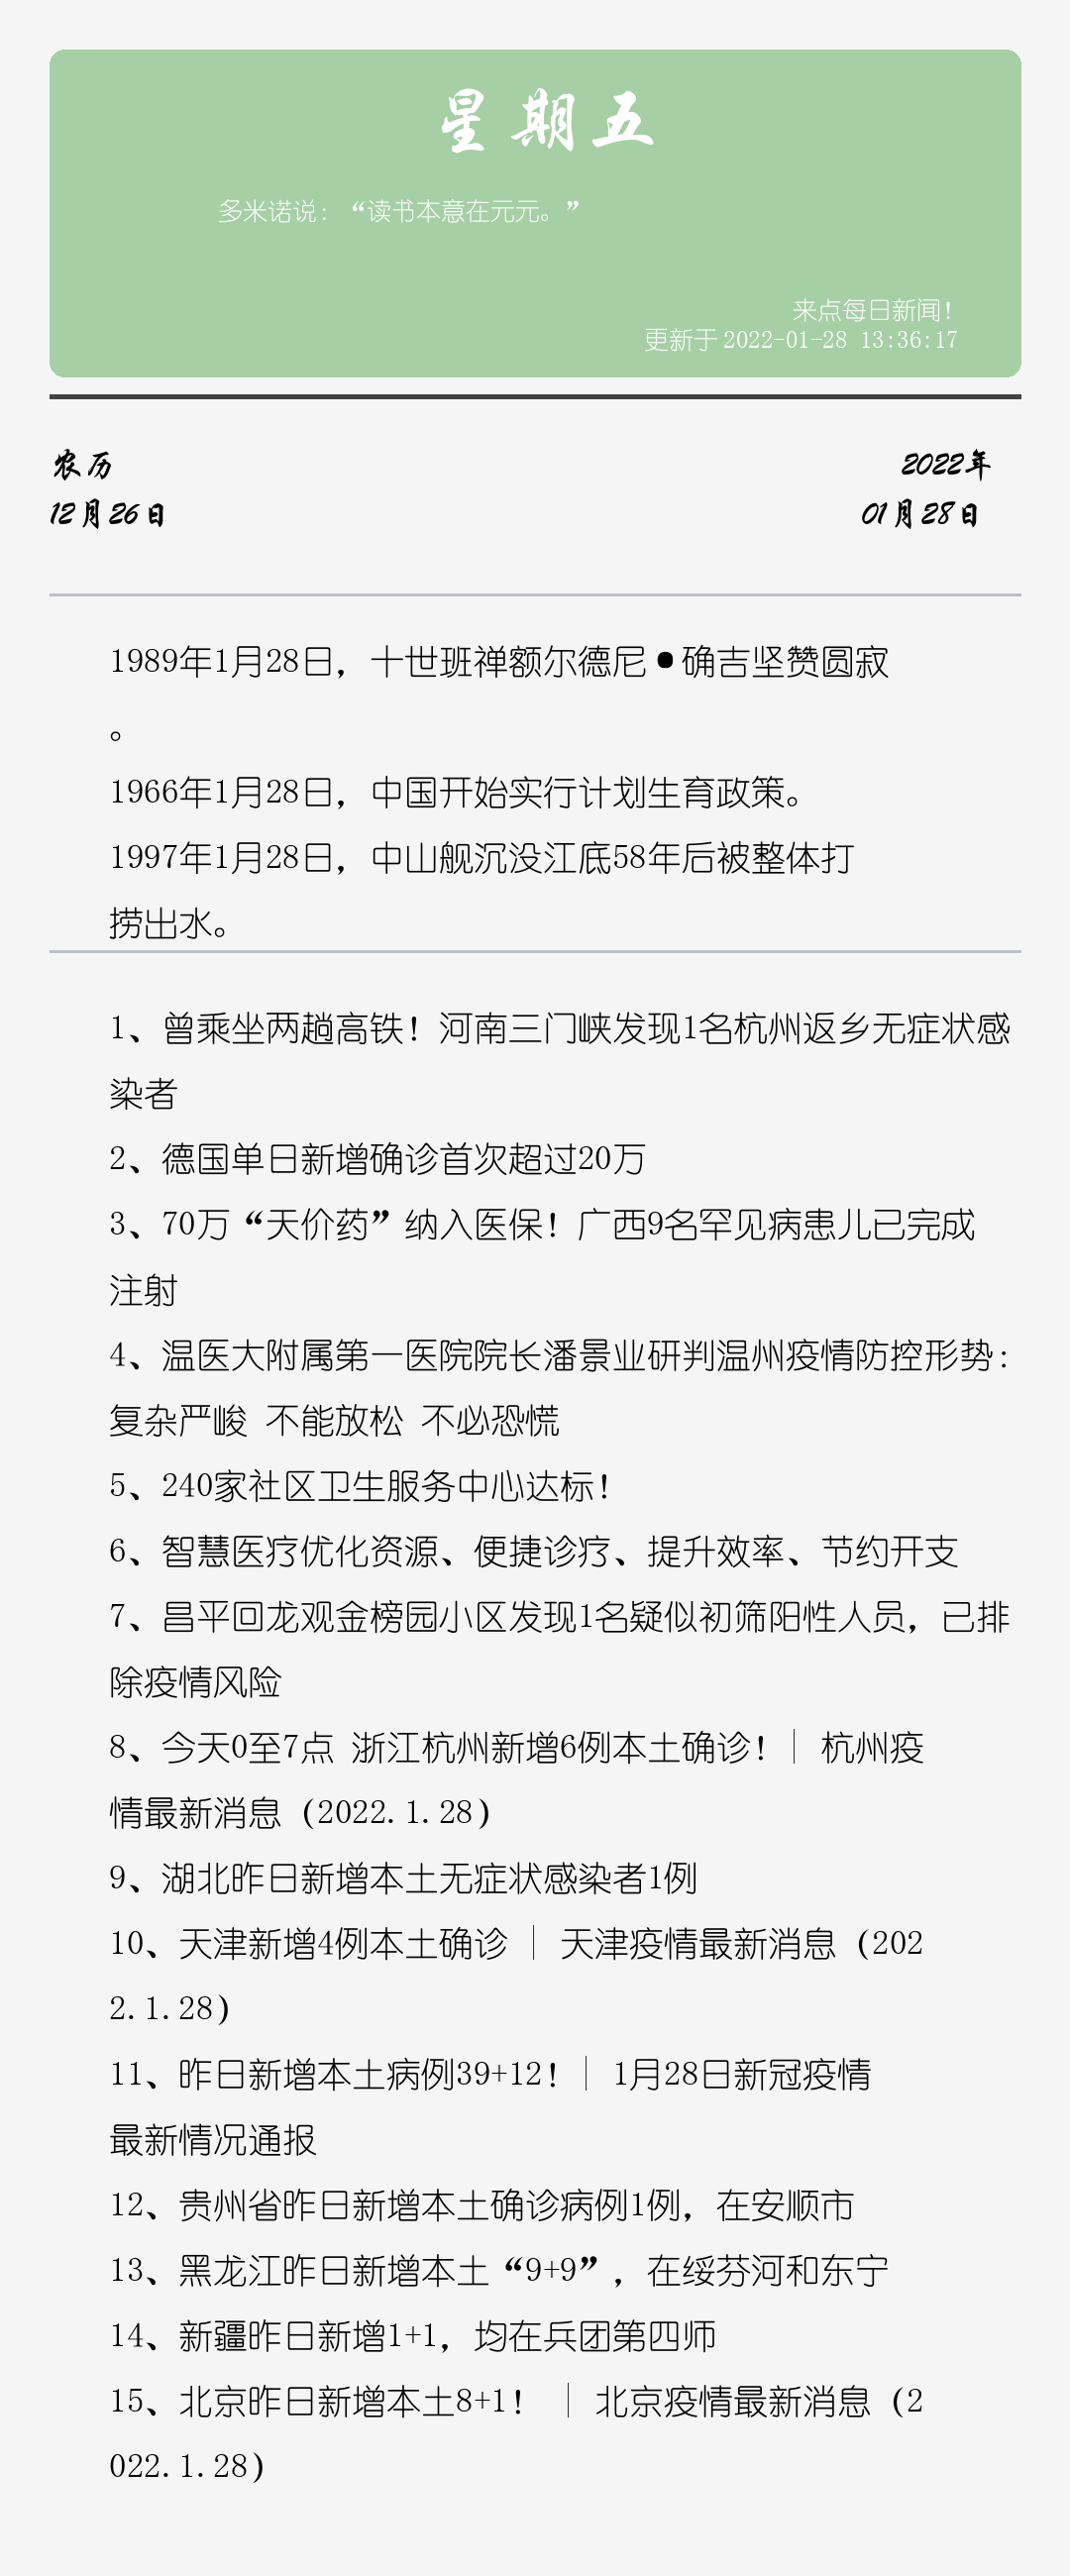 星期五
多米诺说：“读书本意在元元。”
来点每日新闻！
更新于 2022-01-28 13:36:17
农历
12月26日
2022年
01月28日
1989年1月28日，十世班禅额尔德尼•确吉坚赞圆寂
。
1966年1月28日，中国开始实行计划生育政策。
1997年1月28日，中山舰沉没江底58年后被整体打
捞出水。
1、曾乘坐两趟高铁！河南三门峡发现1名杭州返乡无症状感
染者
2、德国单日新增确诊首次超过20万
3、70万“天价药”纳入医保！广西9名罕见病患儿已完成
注射
4、温医大附属第一医院院长潘景业研判温州疫情防控形势：
复杂严峻 不能放松 不必恐慌
5、240家社区卫生服务中心达标！
6、智慧医疗优化资源、便捷诊疗、提升效率、节约开支
7、昌平回龙观金榜园小区发现1名疑似初筛阳性人员，已排
除疫情风险
8、今天0至7点 浙江杭州新增6例本土确诊！｜ 杭州疫
情最新消息（2022.1.28）
9、湖北昨日新增本土无症状感染者1例
10、天津新增4例本土确诊 ｜ 天津疫情最新消息（202
2.1.28）
11、昨日新增本土病例39+12！｜ 1月28日新冠疫情
最新情况通报
12、贵州省昨日新增本土确诊病例1例，在安顺市
13、黑龙江昨日新增本土“9+9”，在绥芬河和东宁
14、新疆昨日新增1+1，均在兵团第四师
15、北京昨日新增本土8+1！ ｜ 北京疫情最新消息（2
022.1.28）